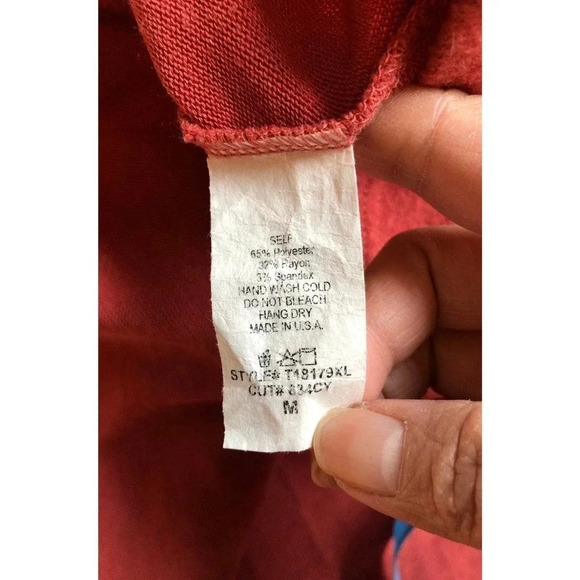 SELF
65% Polyester
32% Rayon
3% Spandex
HAND WASH COLD
DO NOT BLEACH
HANG DRY
MADE IN U.S.A.
STYLE# T18179XL
CUT# 634CY
M